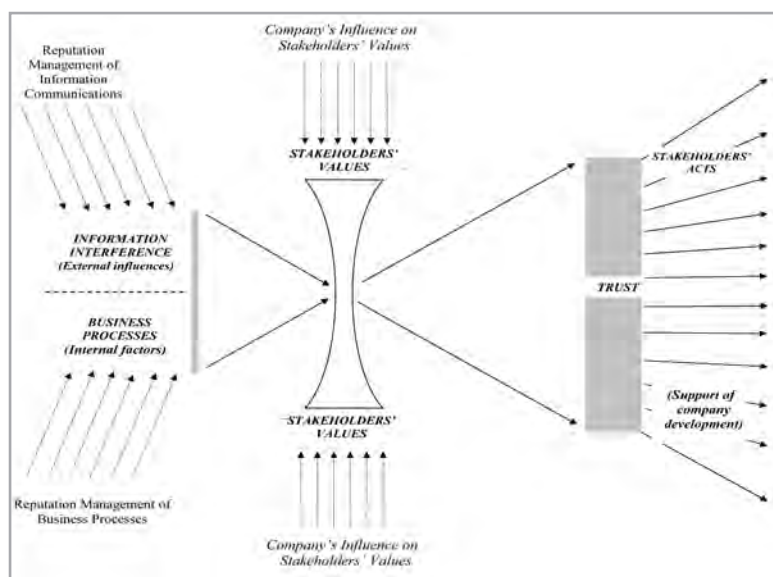 Company's Influence on
Stakeholders' Values
Reputation
Management of
Information
Communications
STAKEHOLDERS'
VALUES
STAKEHOLDERS'
ACTS
INFORMATION
INTERFERENCE
(External influences)
BUSINESS
PROCESSES
(Internal factors)
TRUST
(Support of
company
development)
STAKEHOLDERS'
VALUES
Reputation Management of
Business Processes
Company's Influence on
Stakeholders' Values